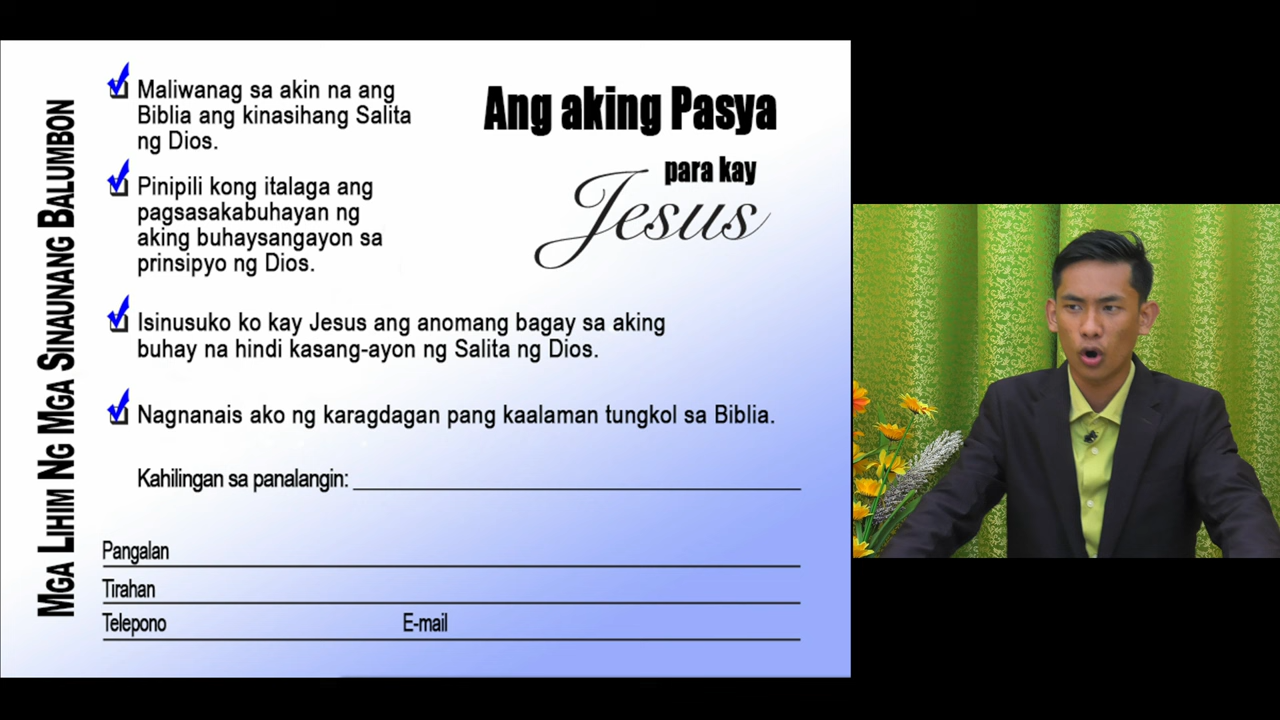 MGA LIHIM NG MGA SINAUNANG BALUMBON
Ang aking Pasya
para kay
Jesus
Maliwanag sa akin na ang
Biblia ang kinasihang Salita
ng Dios.
Pinipili kong italaga ang
pagsasakabuhayan ng
aking buhaysangayon sa
prinsipyo ng Dios.
Isinusuko ko kay Jesus ang anomang bagay sa aking
buhay na hindi kasang-ayon ng Salita ng Dios.
Nagnanais ako ng karagdagan pang kaalaman tungkol sa Biblia.
Kahilingan sa panalangin:
Pangalan
Tirahan
Telepono E-mail